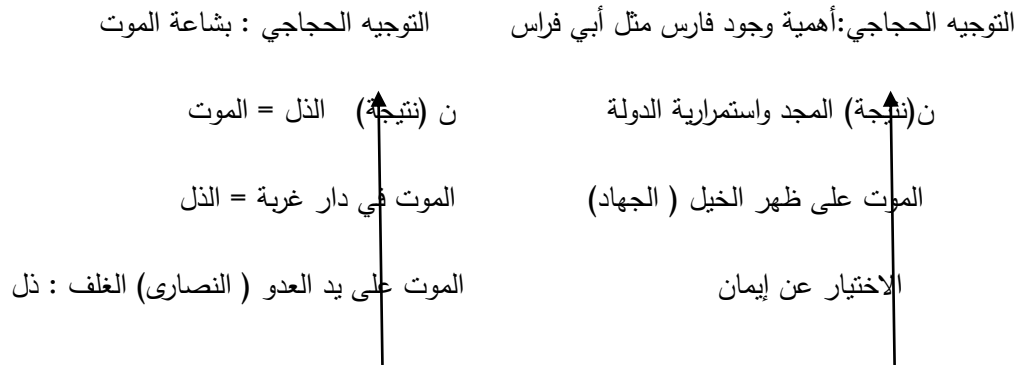 التوجيه الحجاجي:أهمية وجود فارس مثل أبي فراس التوجيه الحجاجي : بشاعة الموت
ن(نتيجة) المجد واستمرارية الدولة ن (نتيجة) الذل = الموت
الموت على ظهر الخيل ( الجهاد) الموت في دار غربة = الذل
الاختيار عن إيمان الموت على يد العدو ( النصارى) الغلف : ذل